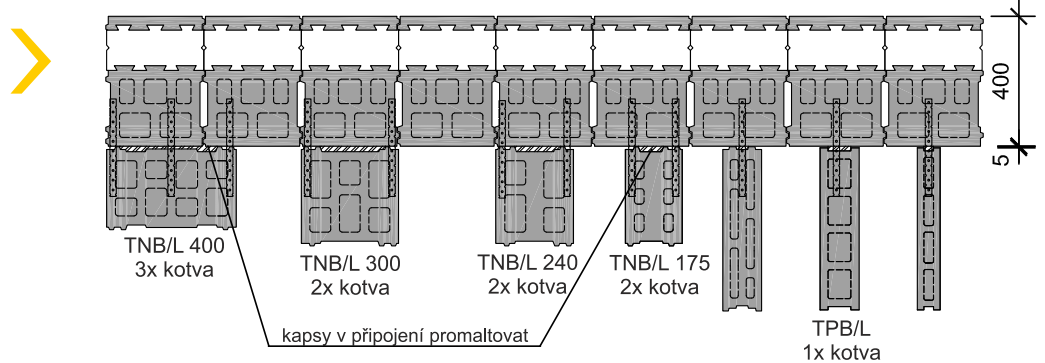 400
5
TNB/L 400
3x kotva
TNB/L 300
2x kotva
TNB/L 240
2x kotva
TNB/L 175
2x kotva
kapsy v připojení promaltovat
TPB/L
1x kotva